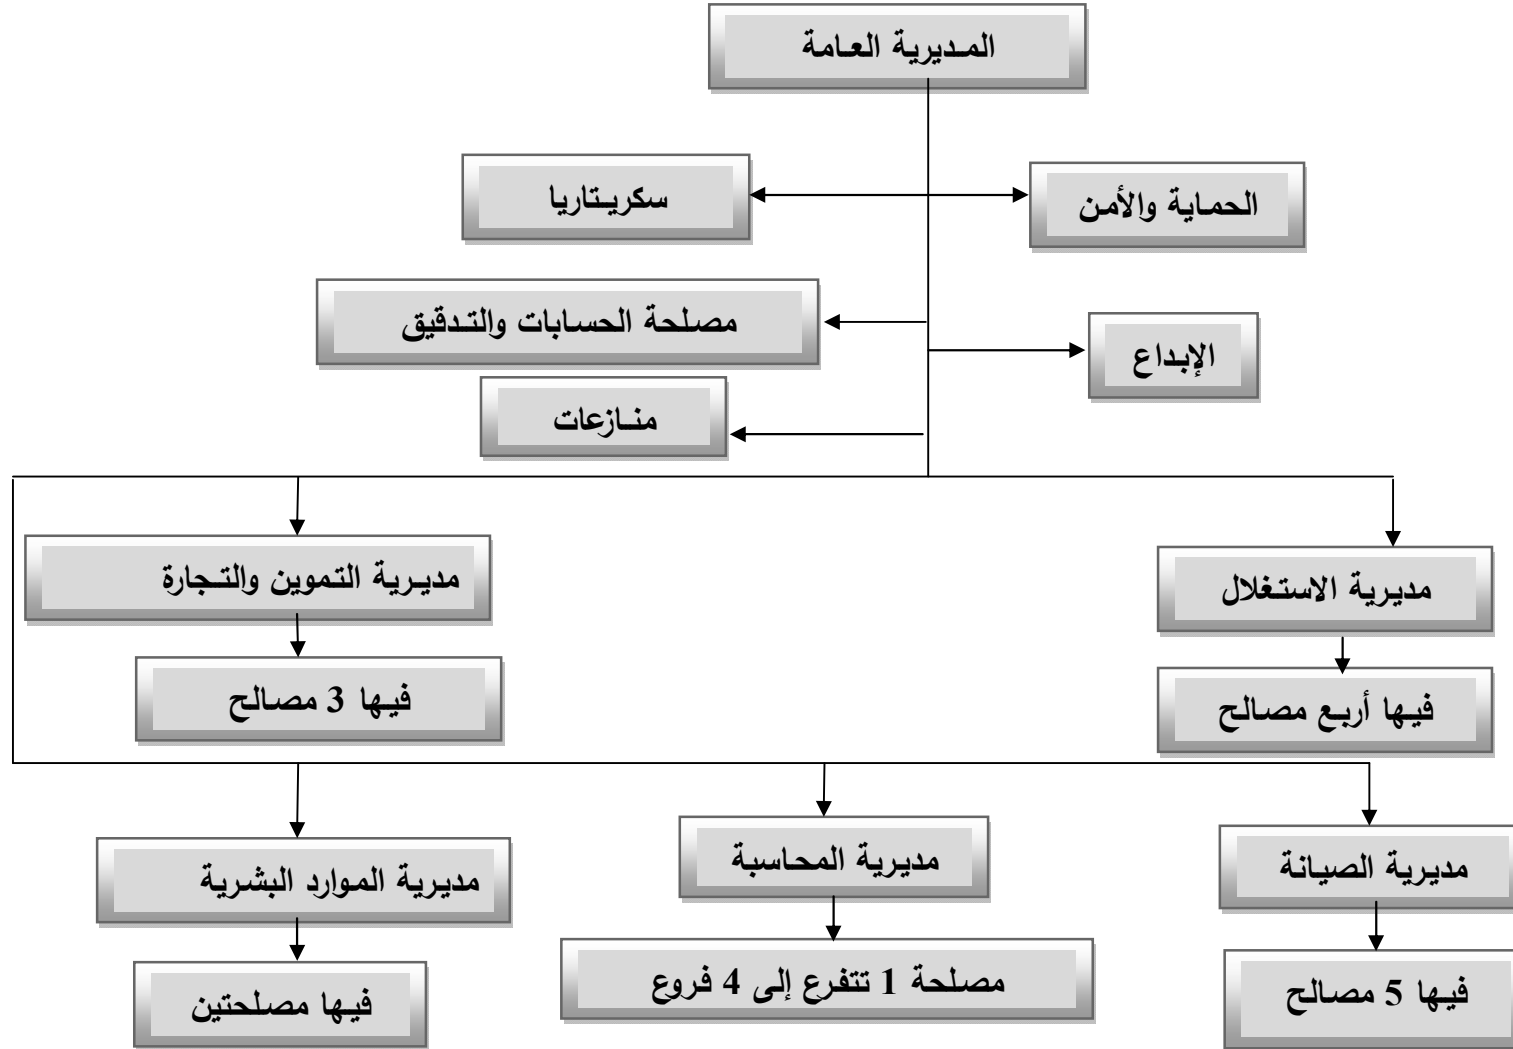 المديرية العامة
الحماية والأمن
سكريتاريا
مصلحة الحسابات والتدقيق
الإبداع
منازعات
مديرية التموين والتجارة
مديرية الاستغلال
فيها 3 مصالح
فيها أربع مصالح
مديرية الصيانة
مديرية المحاسبة
مديرية الموارد البشرية
فيها 5 مصالح
مصلحة 1 تتفرع إلى 4 فروع
فيها مصلحتين